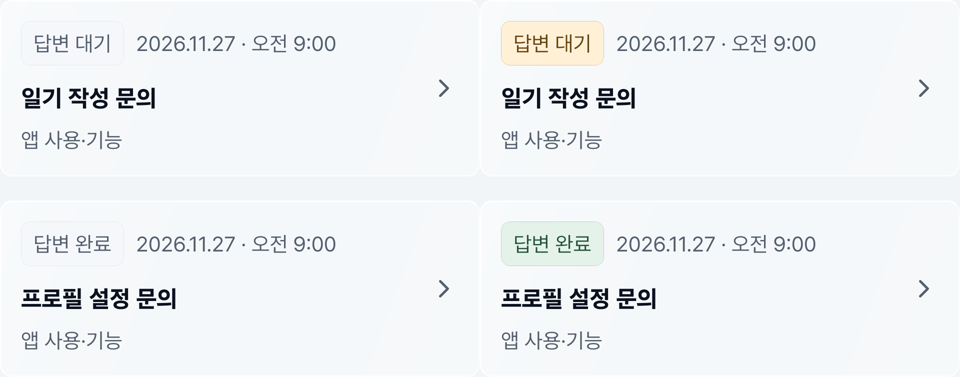 답변 대기 2026.11.27 · 오전 9:00
일기 작성 문의
앱 사용·기능
답변 대기 2026.11.27 · 오전 9:00
일기 작성 문의
앱 사용·기능
답변 완료 2026.11.27 · 오전 9:00
프로필 설정 문의
앱 사용·기능
답변 완료 2026.11.27 · 오전 9:00
프로필 설정 문의
앱 사용·기능